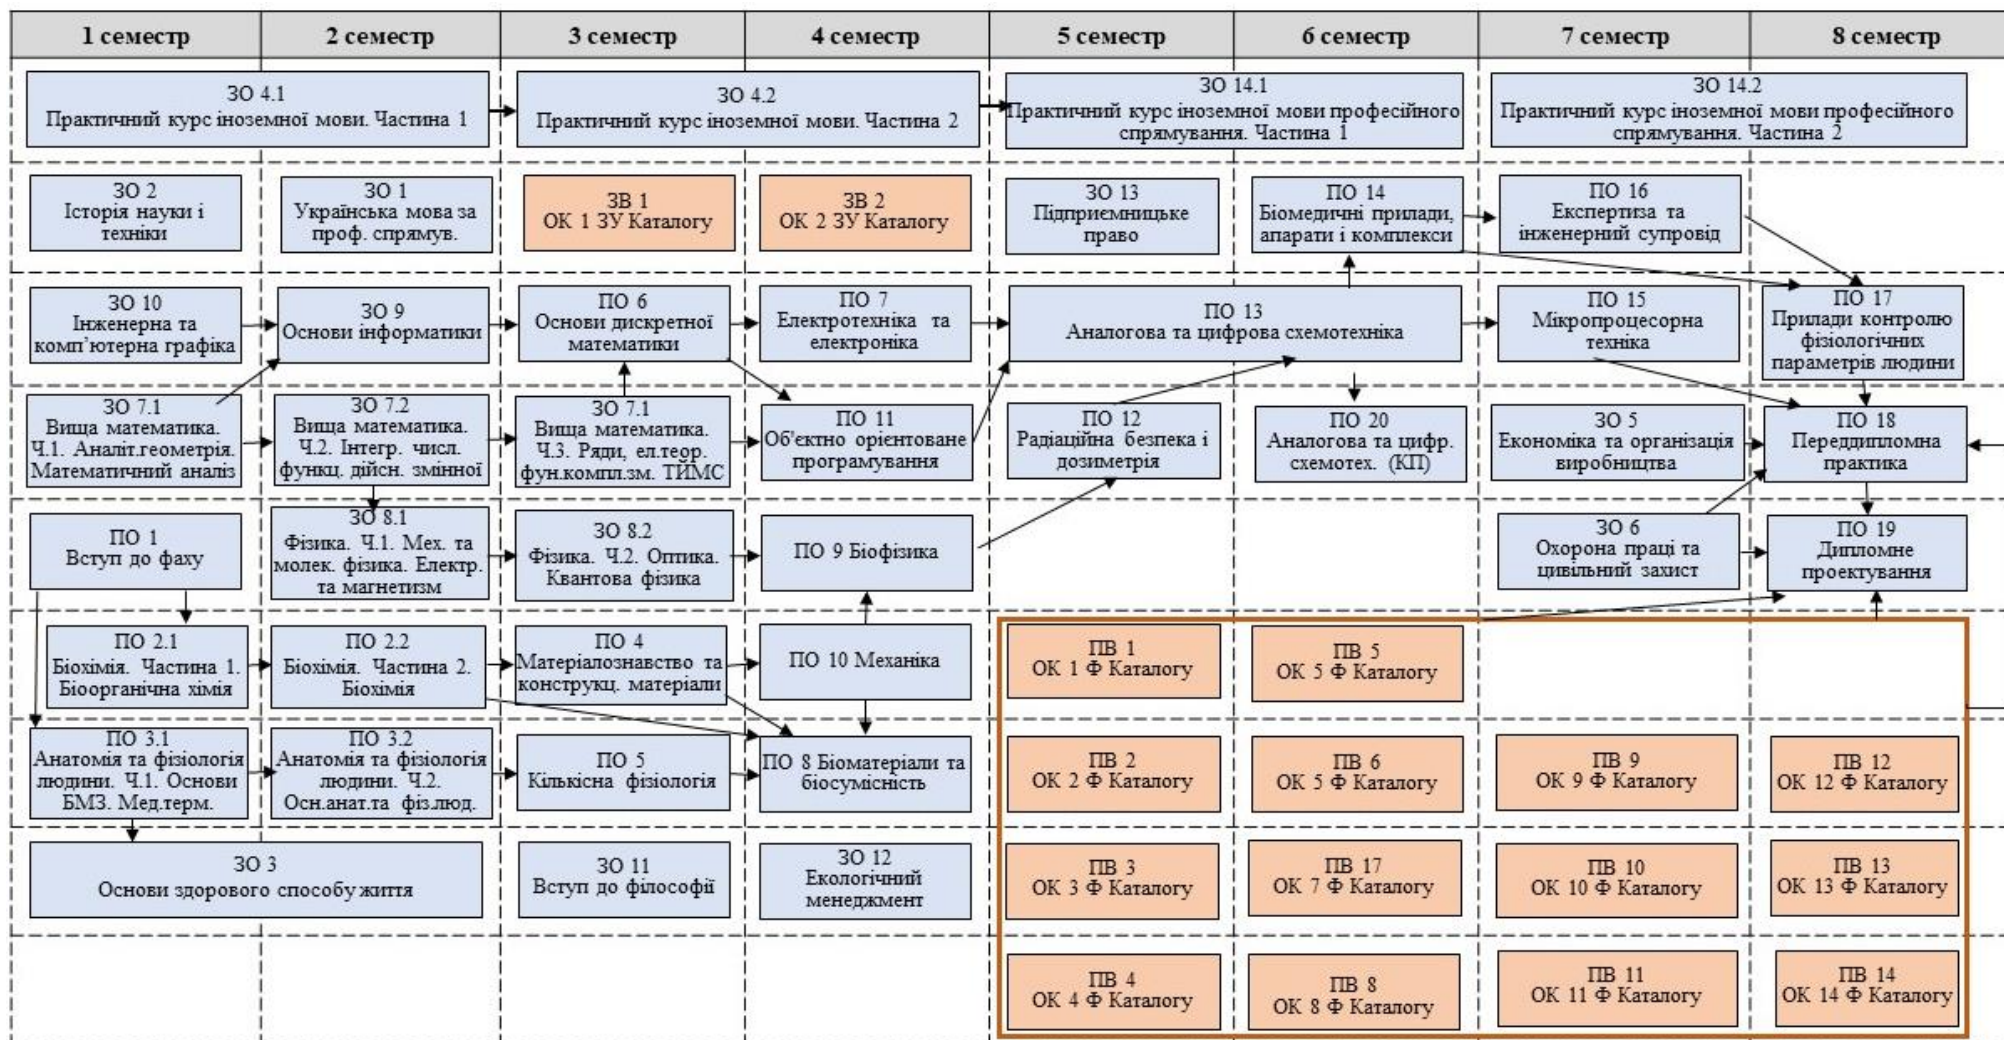 1 семестр
2 семестр
3 семестр
4 семестр
5 семестр
6 семестр
7 семестр
8 семестр
ЗО 4.1
Практичний курс іноземної мови. Частина 1
ЗО 4.2
Практичний курс іноземної мови. Частина 2
ЗО 14.1
Практичний курс іноземної мови професійного
спрямування. Частина 1
ЗО 14.2
Практичний курс іноземної мови професійного
спрямування. Частина 2
ЗО 2
Історія науки і
техніки
ЗО 1
Українська мова за
проф. спрямув.
ЗВ 1
ОК 1 ЗУ Каталогу
ЗВ 2
ОК 2 ЗУ Каталогу
ЗО 13
Підприємницьке
право
ПО 14
Біомедичні прилади,
апарати і комплекси
ПО 16
Експертиза та
інженерний супровід
ЗО 10
Інженерна та
комп’ютерна графіка
ЗО 9
Основи інформатики
ПО 6
Основи дискретної
математики
ПО 7
Електротехніка та
електроніка
ПО 13
Аналогова та цифрова схемотехніка
ПО 15
Мікропроцесорна
техніка
ПО 17
Прилади контролю
фізіологічних
параметрів людини
ЗО 7.1
Вища математика.
Ч.1. Аналіт.геометрія.
Математичний аналіз
ЗО 7.2
Вища математика.
Ч.2. Інтегр. числ.
функц. дійсн. змінної
ЗО 7.1
Вища математика.
Ч.3. Ряди, ел.теор.
фун.компл.зм. ТЙМС
ПО 11
Об'єктно орієнтоване
програмування
ПО 12
Радіаційна безпека і
дозиметрія
ПО 20
Аналогова та цифр.
схемотех. (КП)
ЗО 5
Економіка та організація
виробництва
ПО 18
Переддипломна
практика
ПО 1
Вступ до фаху
ЗО 8.1
Фізика. Ч.1. Мех. та
молек. фізика. Електр.
та магнетизм
ЗО 8.2
Фізика. Ч.2. Оптика.
Квантова фізика
ПО 9 Біофізика
ЗО 6
Охорона праці та
цивільний захист
ПО 19
Дипломне
проектування
ПО 2.1
Біохімія. Частина 1.
Біоорганічна хімія
ПО 2.2
Біохімія. Частина 2.
Біохімія
ПО 4
Матеріалознавство та
конструкц. матеріали
ПО 10 Механіка
ПВ 1
ОК 1 Ф Каталогу
ПВ 5
ОК 5 Ф Каталогу
ПО 3.1
Анатомія та фізіологія
людини. Ч.1. Основи
БМЗ. Мед.терм.
ПО 3.2
Анатомія та фізіологія
людини. Ч.2.
Осн.анат.та фіз.люд.
ПО 5
Кількісна фізіологія
ПО 8 Біоматеріали та
біосумісність
ПВ 2
ОК 2 Ф Каталогу
ПВ 6
ОК 5 Ф Каталогу
ПВ 9
ОК 9 Ф Каталогу
ПВ 12
ОК 12 Ф Каталогу
ЗО 3
Основи здорового способу життя
ЗО 11
Вступ до філософії
ЗО 12
Екологічний
менеджмент
ПВ 3
ОК 3 Ф Каталогу
ПВ 17
ОК 7 Ф Каталогу
ПВ 10
ОК 10 Ф Каталогу
ПВ 13
ОК 13 Ф Каталогу
ПВ 4
ОК 4 Ф Каталогу
ПВ 8
ОК 8 Ф Каталогу
ПВ 11
ОК 11 Ф Каталогу
ПВ 14
ОК 14 Ф Каталогу